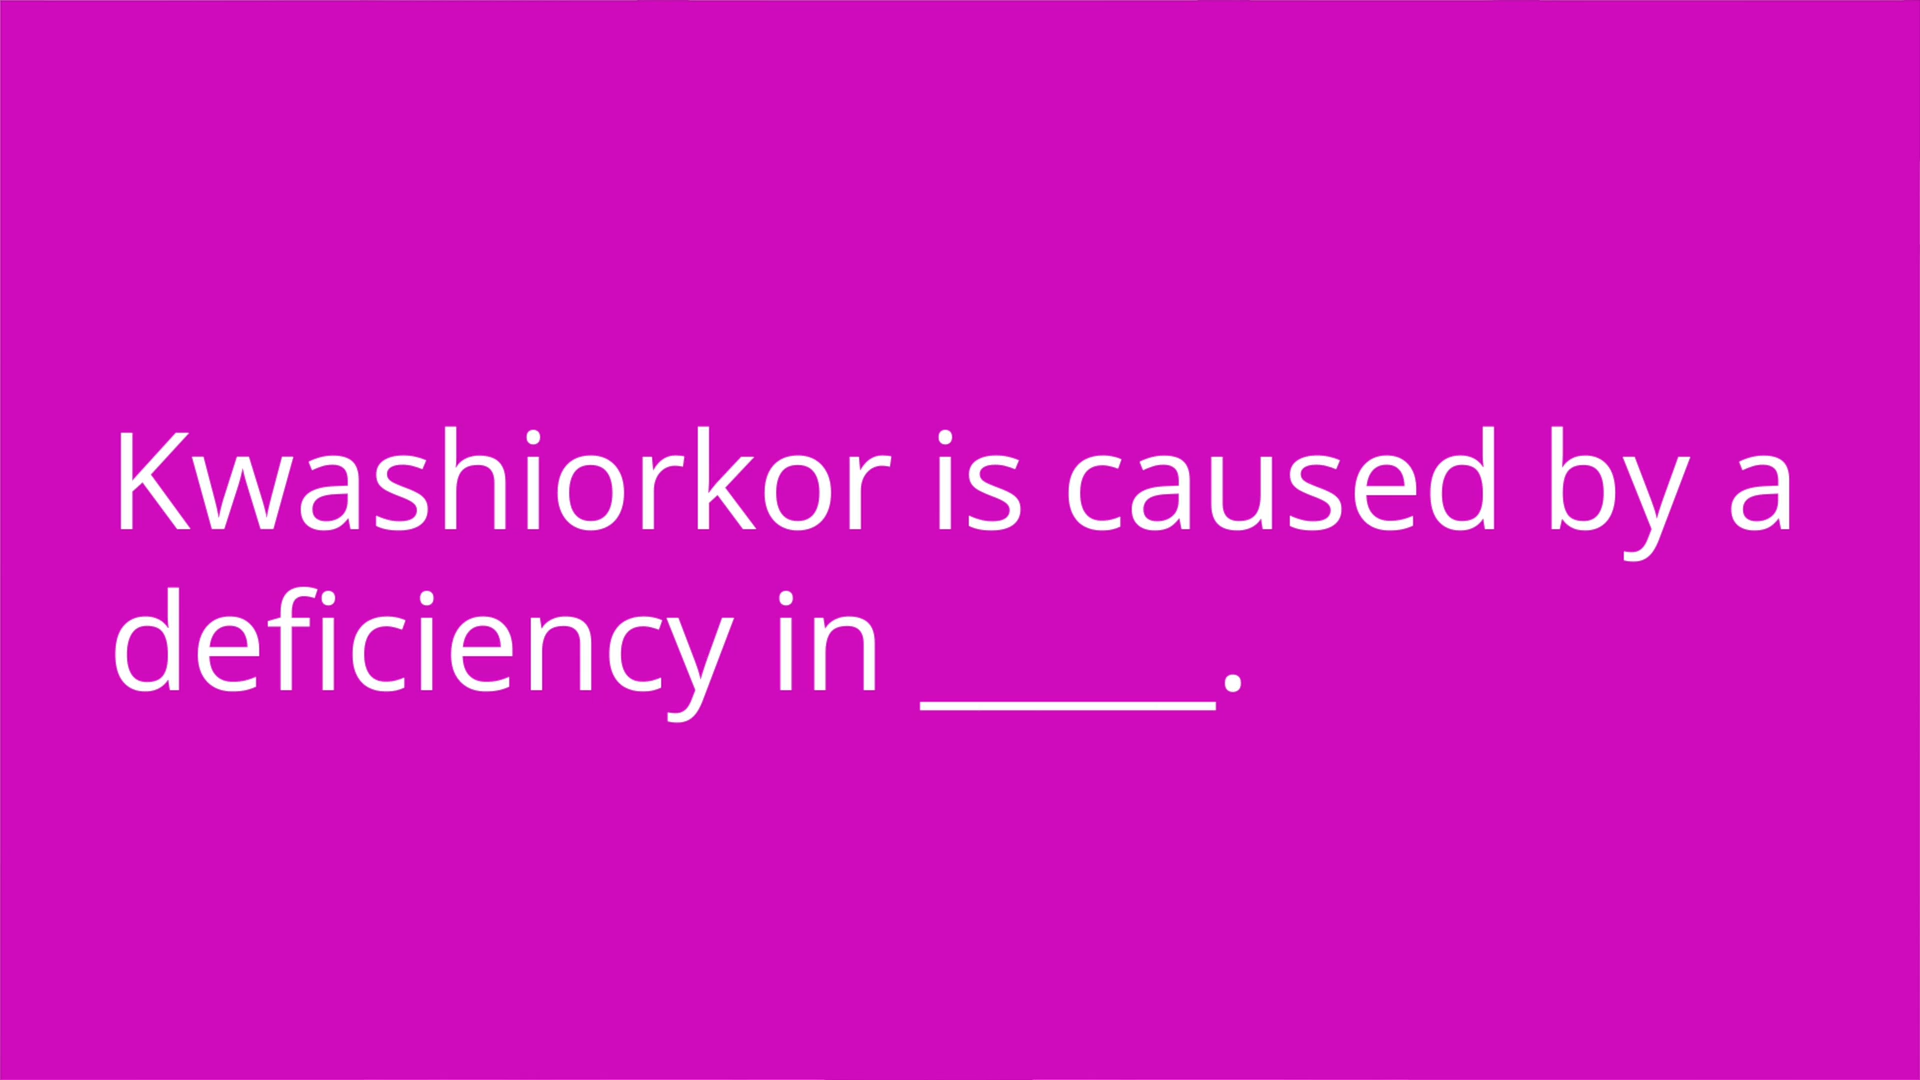 Kwashiorkor is caused by a
deficiency in _____.